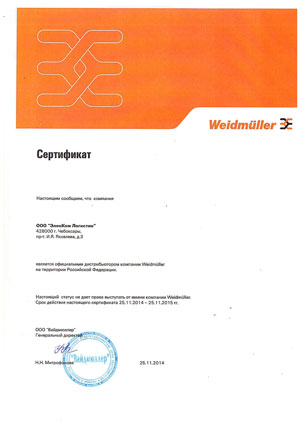 Weidmüller
Сертификат
Настоящим сообщаем, что компания
ООО "ЭлекКом Логистик"
428000 г. Чебоксары,
пр-т. И.Я. Яковлева, д.3
является официальным дистрибьютором компании Weidmüller
на территории Российской Федерации.
Настоящий статус не дает права выступать от имени компании Weidmüller.
Срок действия настоящего сертификата 25.11.2014 – 25.11.2015 гг.
ООО "Вайдмюллер"
Генеральный директор
"Вайдмюллер"
Н.Н. Митрофанов
25.11.2014